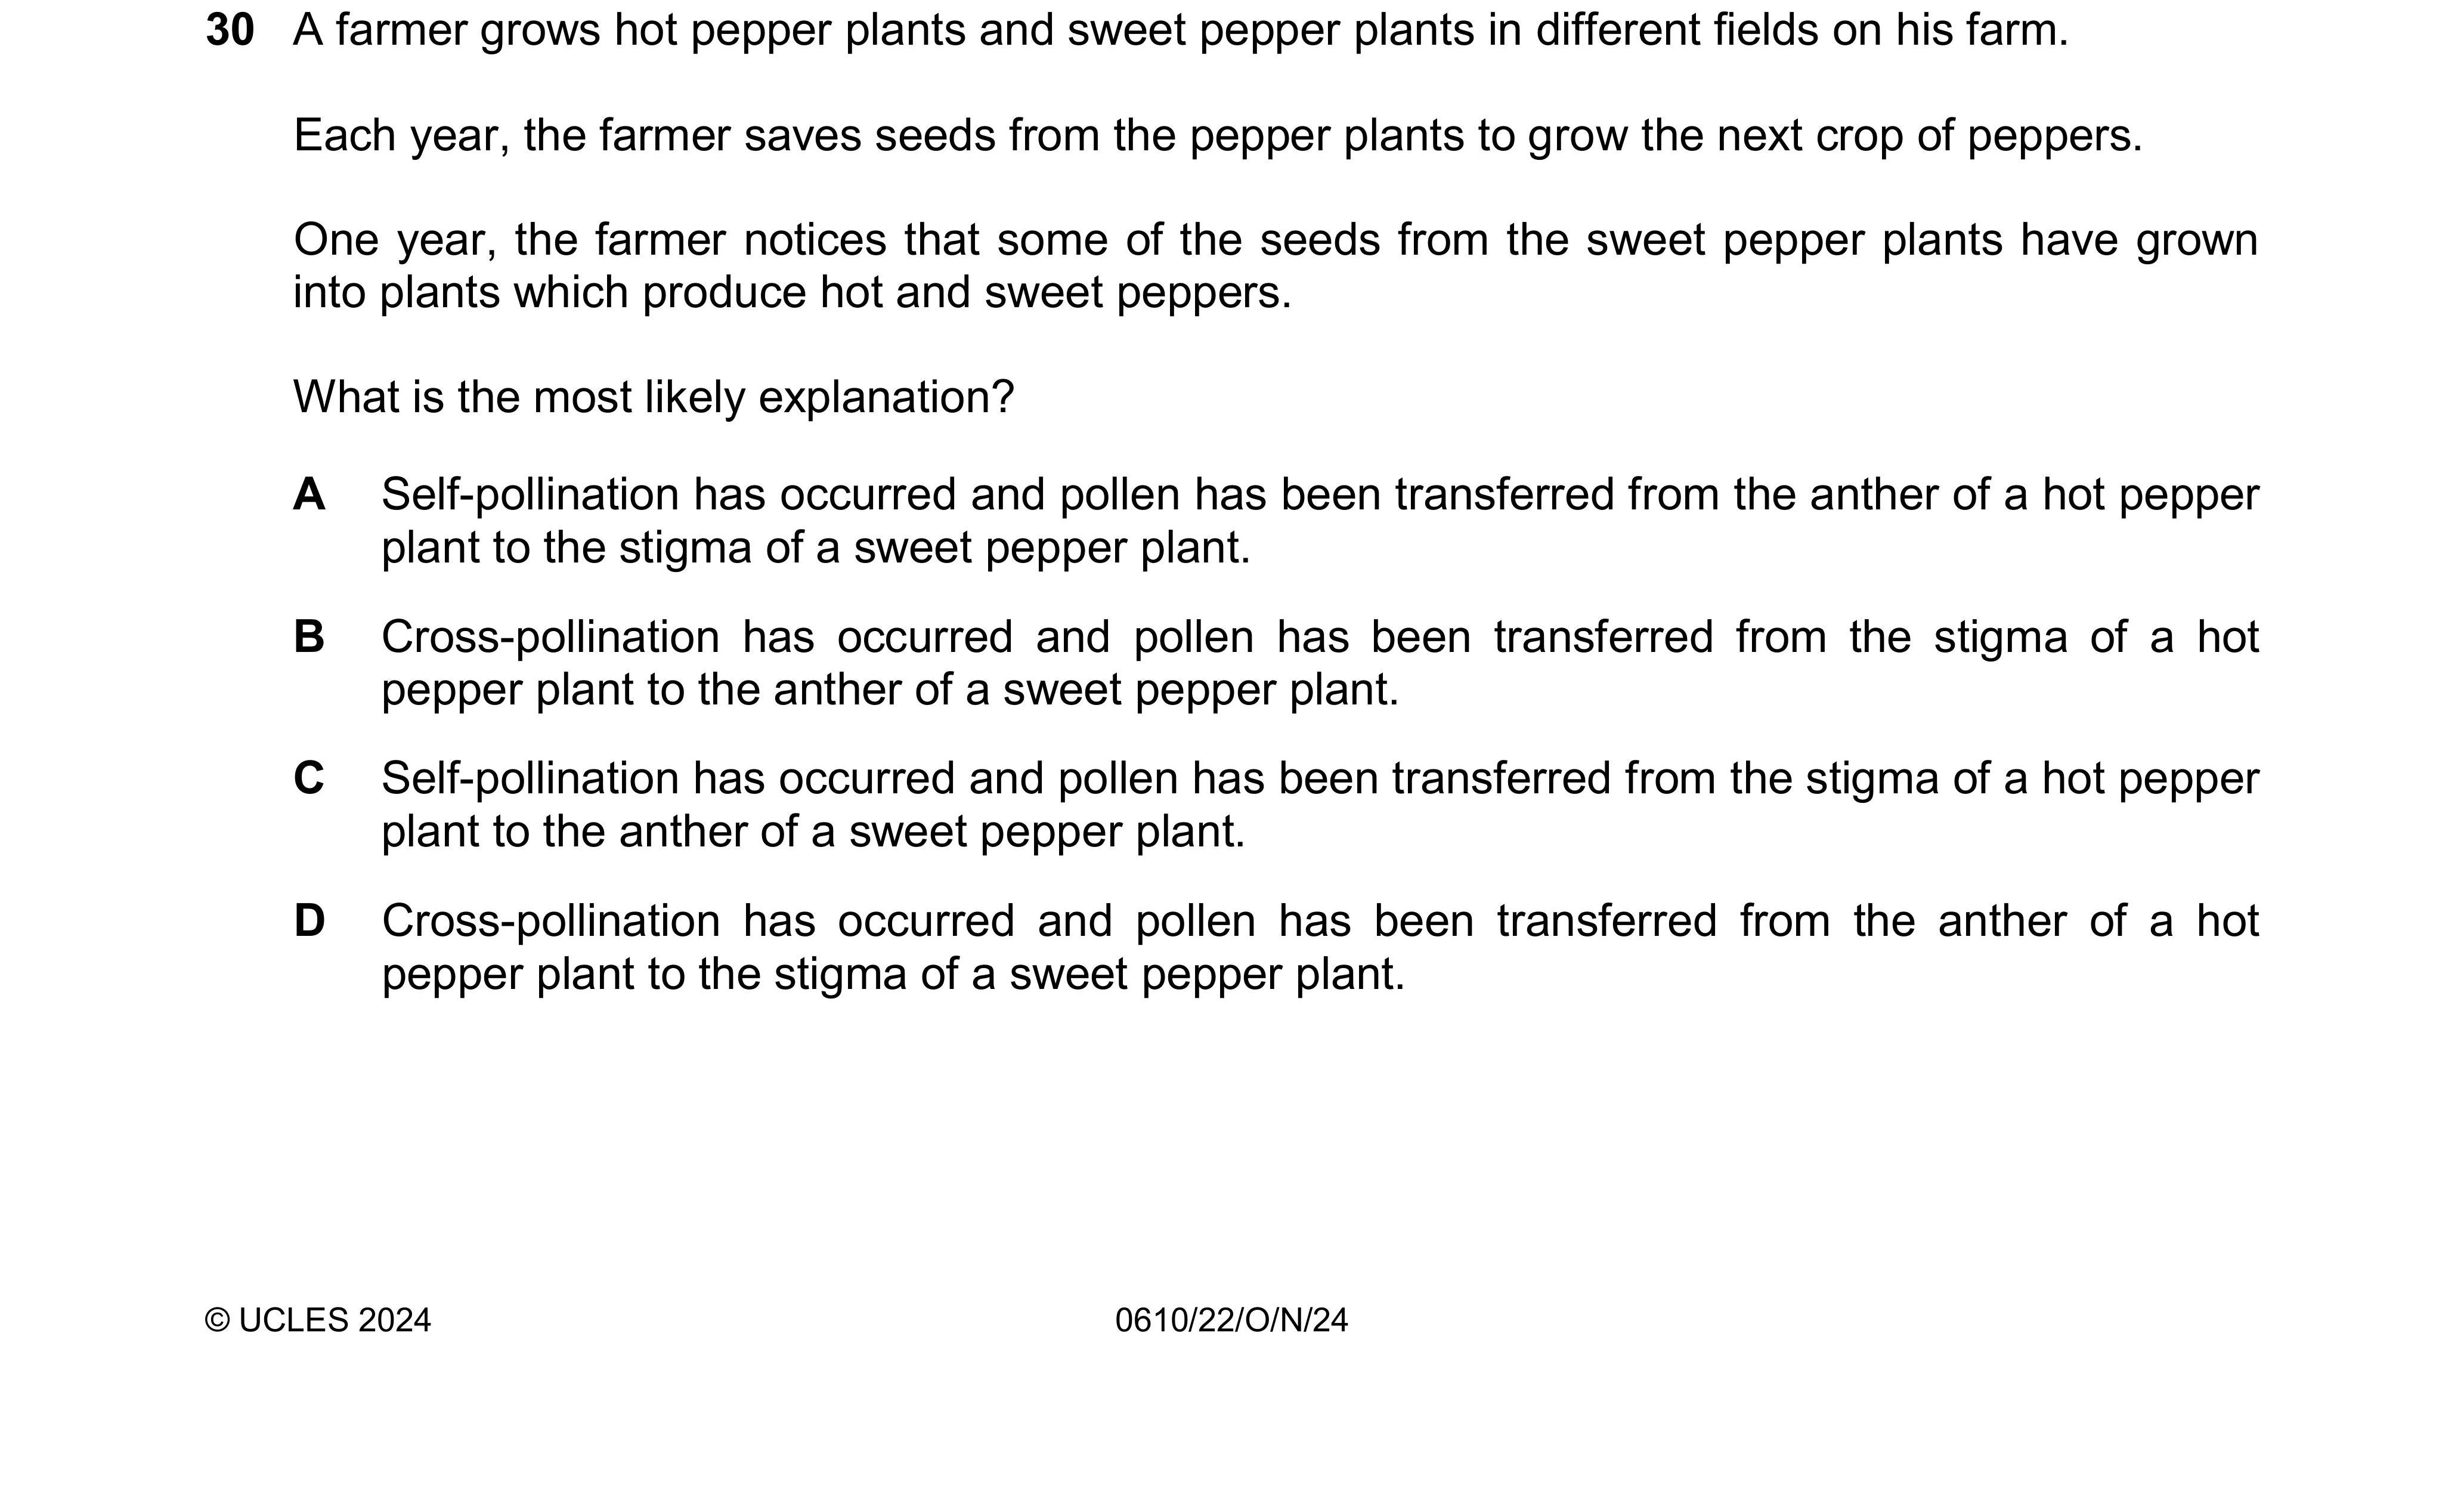 30 A farmer grows hot pepper plants and sweet pepper plants in different fields on his farm.
Each year, the farmer saves seeds from the pepper plants to grow the next crop of peppers.
One year, the farmer notices that some of the seeds from the sweet pepper plants have grown
into plants which produce hot and sweet peppers.
What is the most likely explanation?
A Self-pollination has occurred and pollen has been transferred from the anther of a hot pepper
plant to the stigma of a sweet pepper plant.
B Cross-pollination has occurred and pollen has been transferred from the stigma of a hot
pepper plant to the anther of a sweet pepper plant.
C Self-pollination has occurred and pollen has been transferred from the stigma of a hot pepper
plant to the anther of a sweet pepper plant.
D Cross-pollination has occurred and pollen has been transferred from the anther of a hot
pepper plant to the stigma of a sweet pepper plant.
© UCLES 2024 0610/22/O/N/24